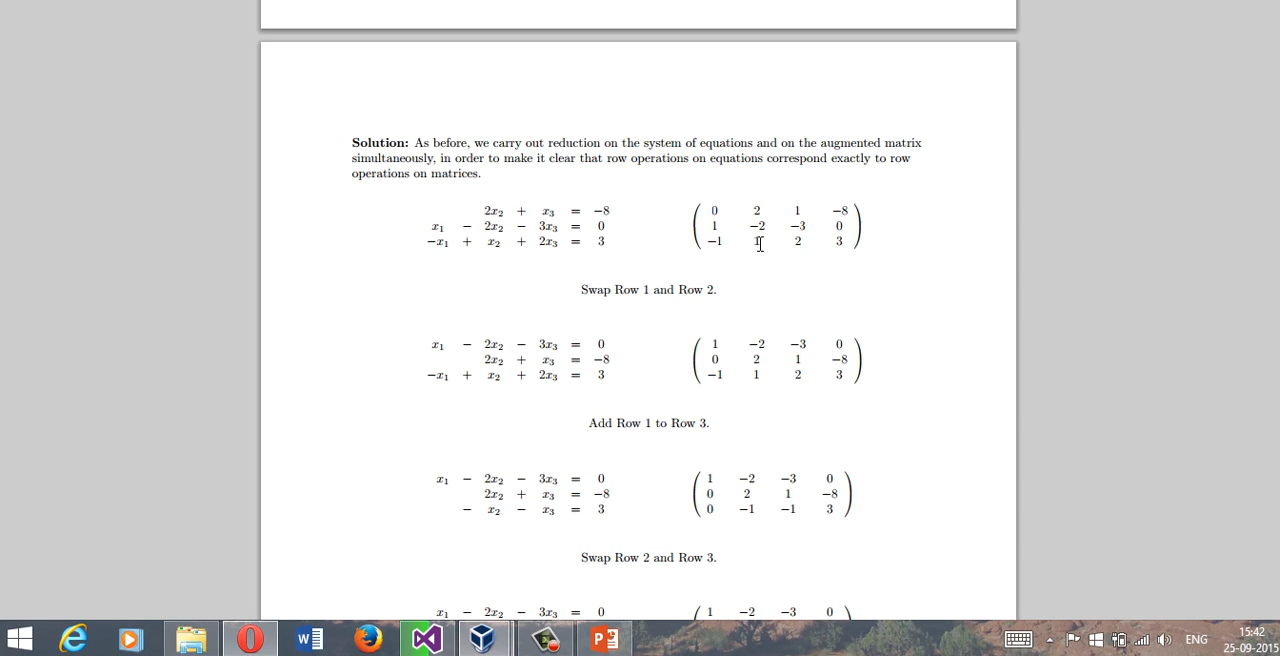 Solution: As before, we carry out reduction on the system of equations and on the augmented matrix
simultaneously, in order to make it clear that row operations on equations correspond exactly to row
operations on matrices.
2x₂ + x₃ = −8 ( 0 2 1 −8 )
x₁ − 2x₂ − 3x₃ = 0 ( 1 −2 −3 0 )
−x₁ + x₂ + 2x₃ = 3 ( −1 1 2 3 )
Swap Row 1 and Row 2.
x₁ − 2x₂ − 3x₃ = 0 ( 1 −2 −3 0 )
2x₂ + x₃ = −8 ( 0 2 1 −8 )
−x₁ + x₂ + 2x₃ = 3 ( −1 1 2 3 )
Add Row 1 to Row 3.
x₁ − 2x₂ − 3x₃ = 0 ( 1 −2 −3 0 )
2x₂ + x₃ = −8 ( 0 2 1 −8 )
− x₂ − x₃ = 3 ( 0 −1 −1 3 )
Swap Row 2 and Row 3.
x₁ − 2x₂ − 3x₃ = 0 ( 1 −2 −3 0 )
ENG
15:42
25-09-2015